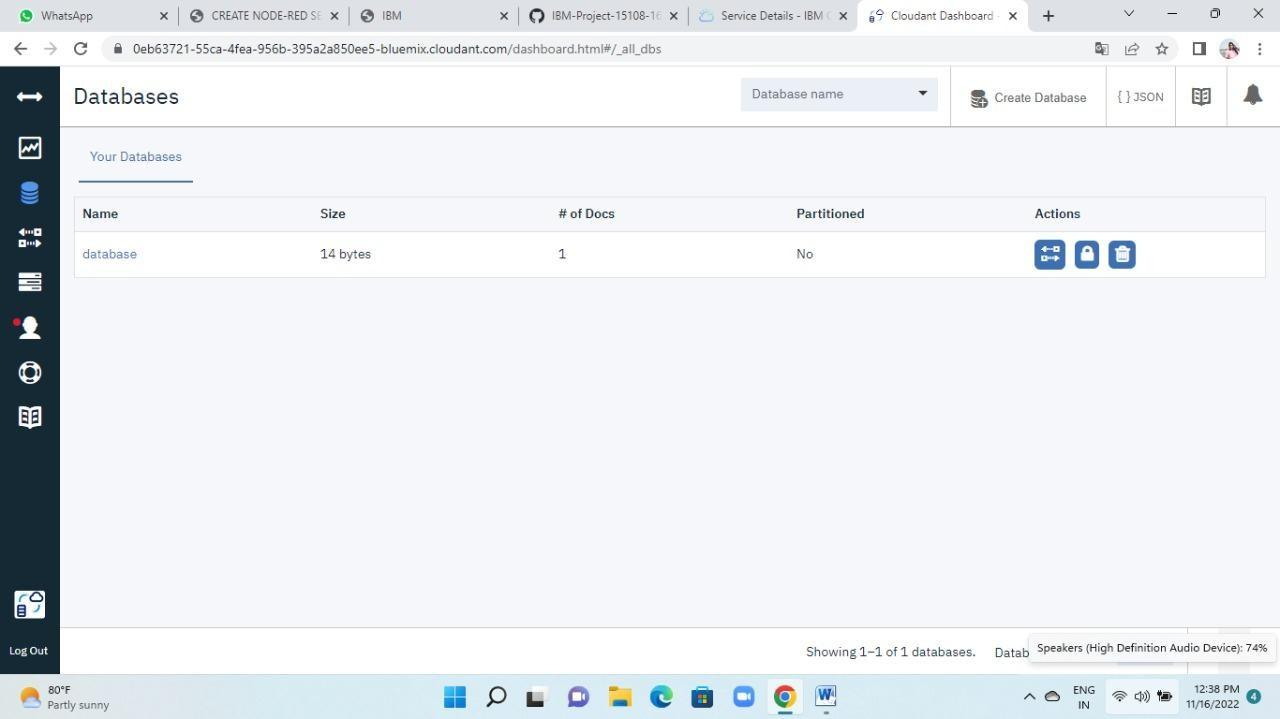 WhatsApp
CREATE NODE-RED SE
IBM
IBM-Project-15108-16
Service Details - IBM C
Cloudant Dashboard
0eb63721-55ca-4fea-956b-395a2a850ee5-bluemix.cloudant.com/dashboard.html#/_all_dbs
Databases
Database name
Create Database
{ } JSON
Your Databases
Name Size # of Docs Partitioned Actions
database 14 bytes 1 No
Log Out
Showing 1–1 of 1 databases.
Datab
Speakers (High Definition Audio Device): 74%
80°F
Partly sunny
ENG
IN
12:38 PM
11/16/2022
4